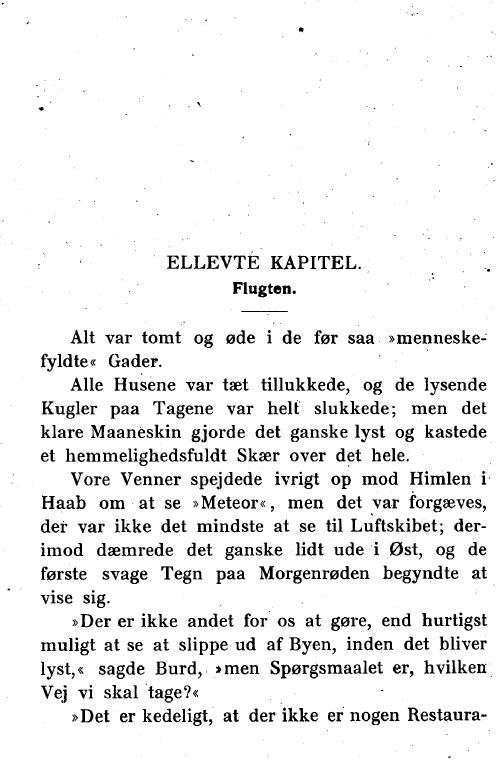 ELLEVTE KAPITEL.
Flugten.
Alt var tomt og øde i de før saa »menneske-
fyldte« Gader.
Alle Husene var tæt tillukkede, og de lysende
Kugler paa Tagene var helt slukkede; men det
klare Maaneskin gjorde det ganske lyst og kastede
et hemmelighedsfuldt Skær over det hele.
Vore Venner spejdede ivrigt op mod Himlen i
Haab om at se »Meteor«, men det var forgæves,
der var ikke det mindste at se til Luftskibet; der-
imod dæmrede det ganske lidt ude i Øst, og de
første svage Tegn paa Morgenrøden begyndte at
vise sig.
»Der er ikke andet for os at gøre, end hurtigst
muligt at se at slippe ud af Byen, inden det bliver
lyst,« sagde Burd, »men Spørgsmaalet er, hvilken
Vej vi skal tage?«
»Det er kedeligt, at der ikke er nogen Restaura-